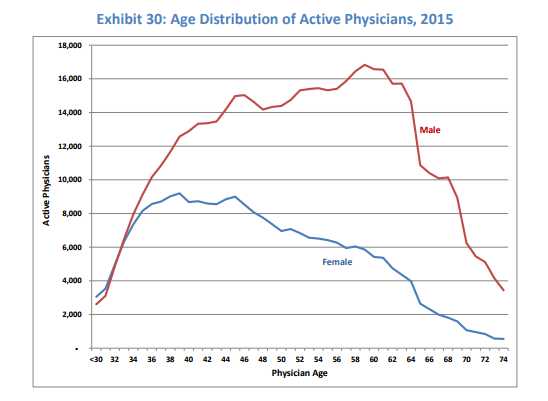 Exhibit 30: Age Distribution of Active Physicians, 2015
18,000
16,000
14,000
12,000
10,000
8,000
6,000
4,000
2,000
-
Active Physicians
Male
Female
<30 32 34 36 38 40 42 44 46 48 50 52 54 56 58 60 62 64 66 68 70 72 74
Physician Age